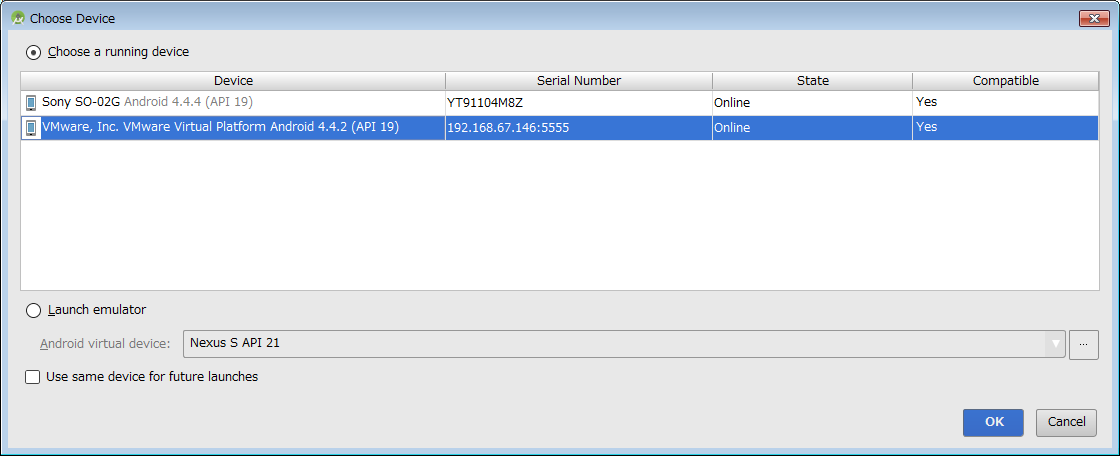 Choose Device
Choose a running device
Device Serial Number State Compatible
Sony SO-02G Android 4.4.4 (API 19) YT91104M8Z Online Yes
VMware, Inc. VMware Virtual Platform Android 4.4.2 (API 19) 192.168.67.146:5555 Online Yes
Launch emulator
Android virtual device: Nexus S API 21 ...
Use same device for future launches
OK Cancel